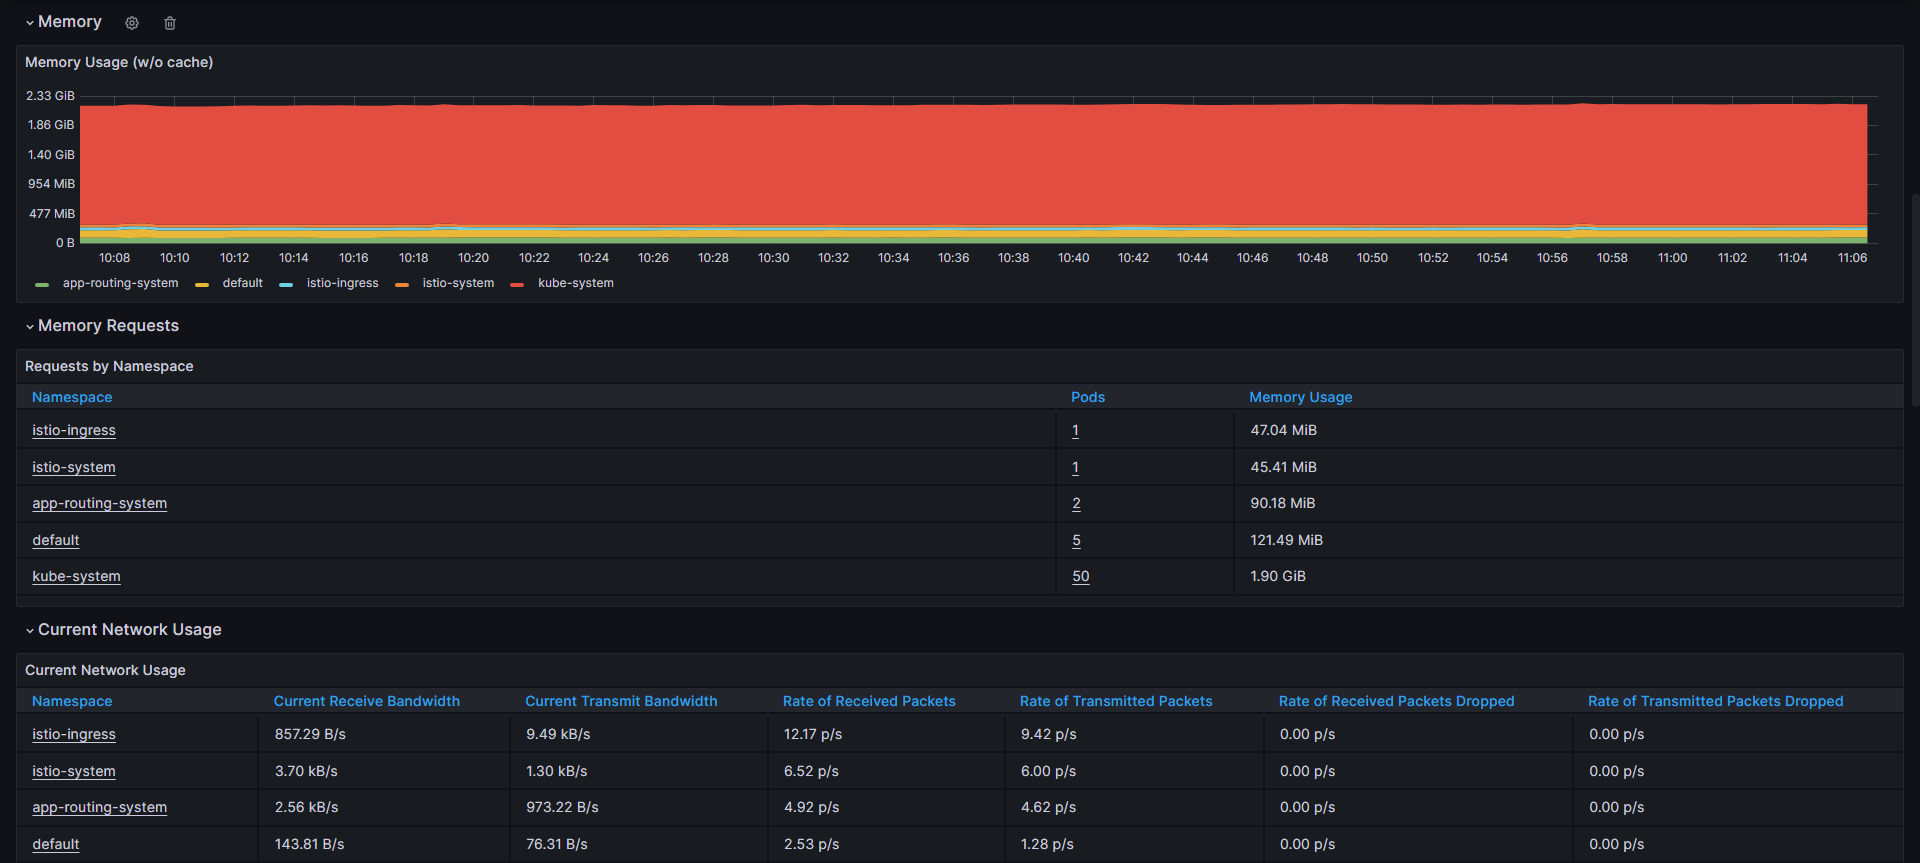 Memory
Memory Usage (w/o cache)
2.33 GiB
1.86 GiB
1.40 GiB
954 MiB
477 MiB
0 B
10:08 10:10 10:12 10:14 10:16 10:18 10:20 10:22 10:24 10:26 10:28 10:30 10:32 10:34 10:36 10:38 10:40 10:42 10:44 10:46 10:48 10:50 10:52 10:54 10:56 10:58 11:00 11:02 11:04 11:06
app-routing-system default istio-ingress istio-system kube-system
Memory Requests
Requests by Namespace
Namespace Pods Memory Usage
istio-ingress 1 47.04 MiB
istio-system 1 45.41 MiB
app-routing-system 2 90.18 MiB
default 5 121.49 MiB
kube-system 50 1.90 GiB
Current Network Usage
Current Network Usage
Namespace Current Receive Bandwidth Current Transmit Bandwidth Rate of Received Packets Rate of Transmitted Packets Rate of Received Packets Dropped Rate of Transmitted Packets Dropped
istio-ingress 857.29 B/s 9.49 kB/s 12.17 p/s 9.42 p/s 0.00 p/s 0.00 p/s
istio-system 3.70 kB/s 1.30 kB/s 6.52 p/s 6.00 p/s 0.00 p/s 0.00 p/s
app-routing-system 2.56 kB/s 973.22 B/s 4.92 p/s 4.62 p/s 0.00 p/s 0.00 p/s
default 143.81 B/s 76.31 B/s 2.53 p/s 1.28 p/s 0.00 p/s 0.00 p/s